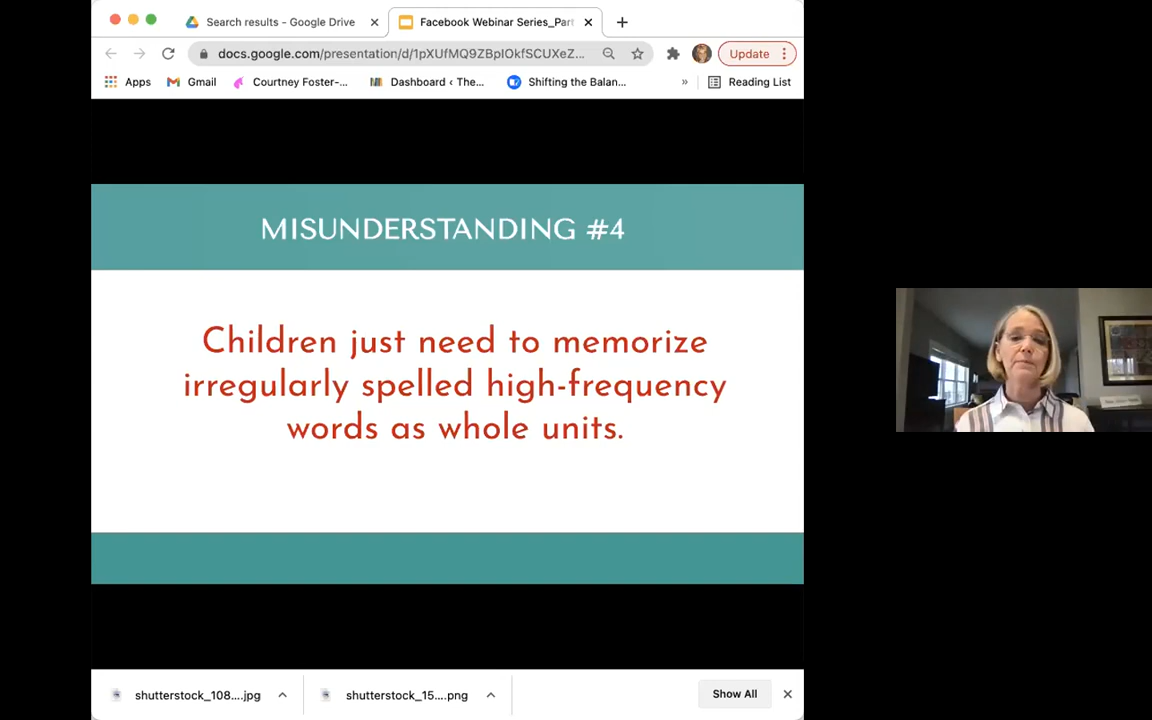 Search results - Google Drive
Facebook Webinar Series_Part
docs.google.com/presentation/d/1pXUfMQ9ZBpIOkfSCUXeZ...
Update
Apps
Gmail
Courtney Foster-...
Dashboard ‹ The...
Shifting the Balan...
»
Reading List
MISUNDERSTANDING #4
Children just need to memorize
irregularly spelled high-frequency
words as whole units.
shutterstock_108....jpg
shutterstock_15....png
Show All